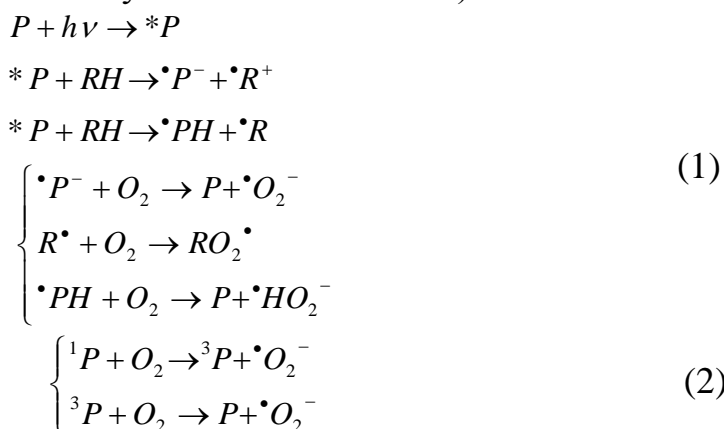 P + hν → *P
* P + RH → •P⁻ + •R⁺
* P + RH → •PH + •R
(1)
•P⁻ + O₂ → P + •O₂⁻
R• + O₂ → RO₂•
•PH + O₂ → P + •HO₂⁻
¹P + O₂ → ³P + •O₂⁻
(2)
³P + O₂ → P + •O₂⁻